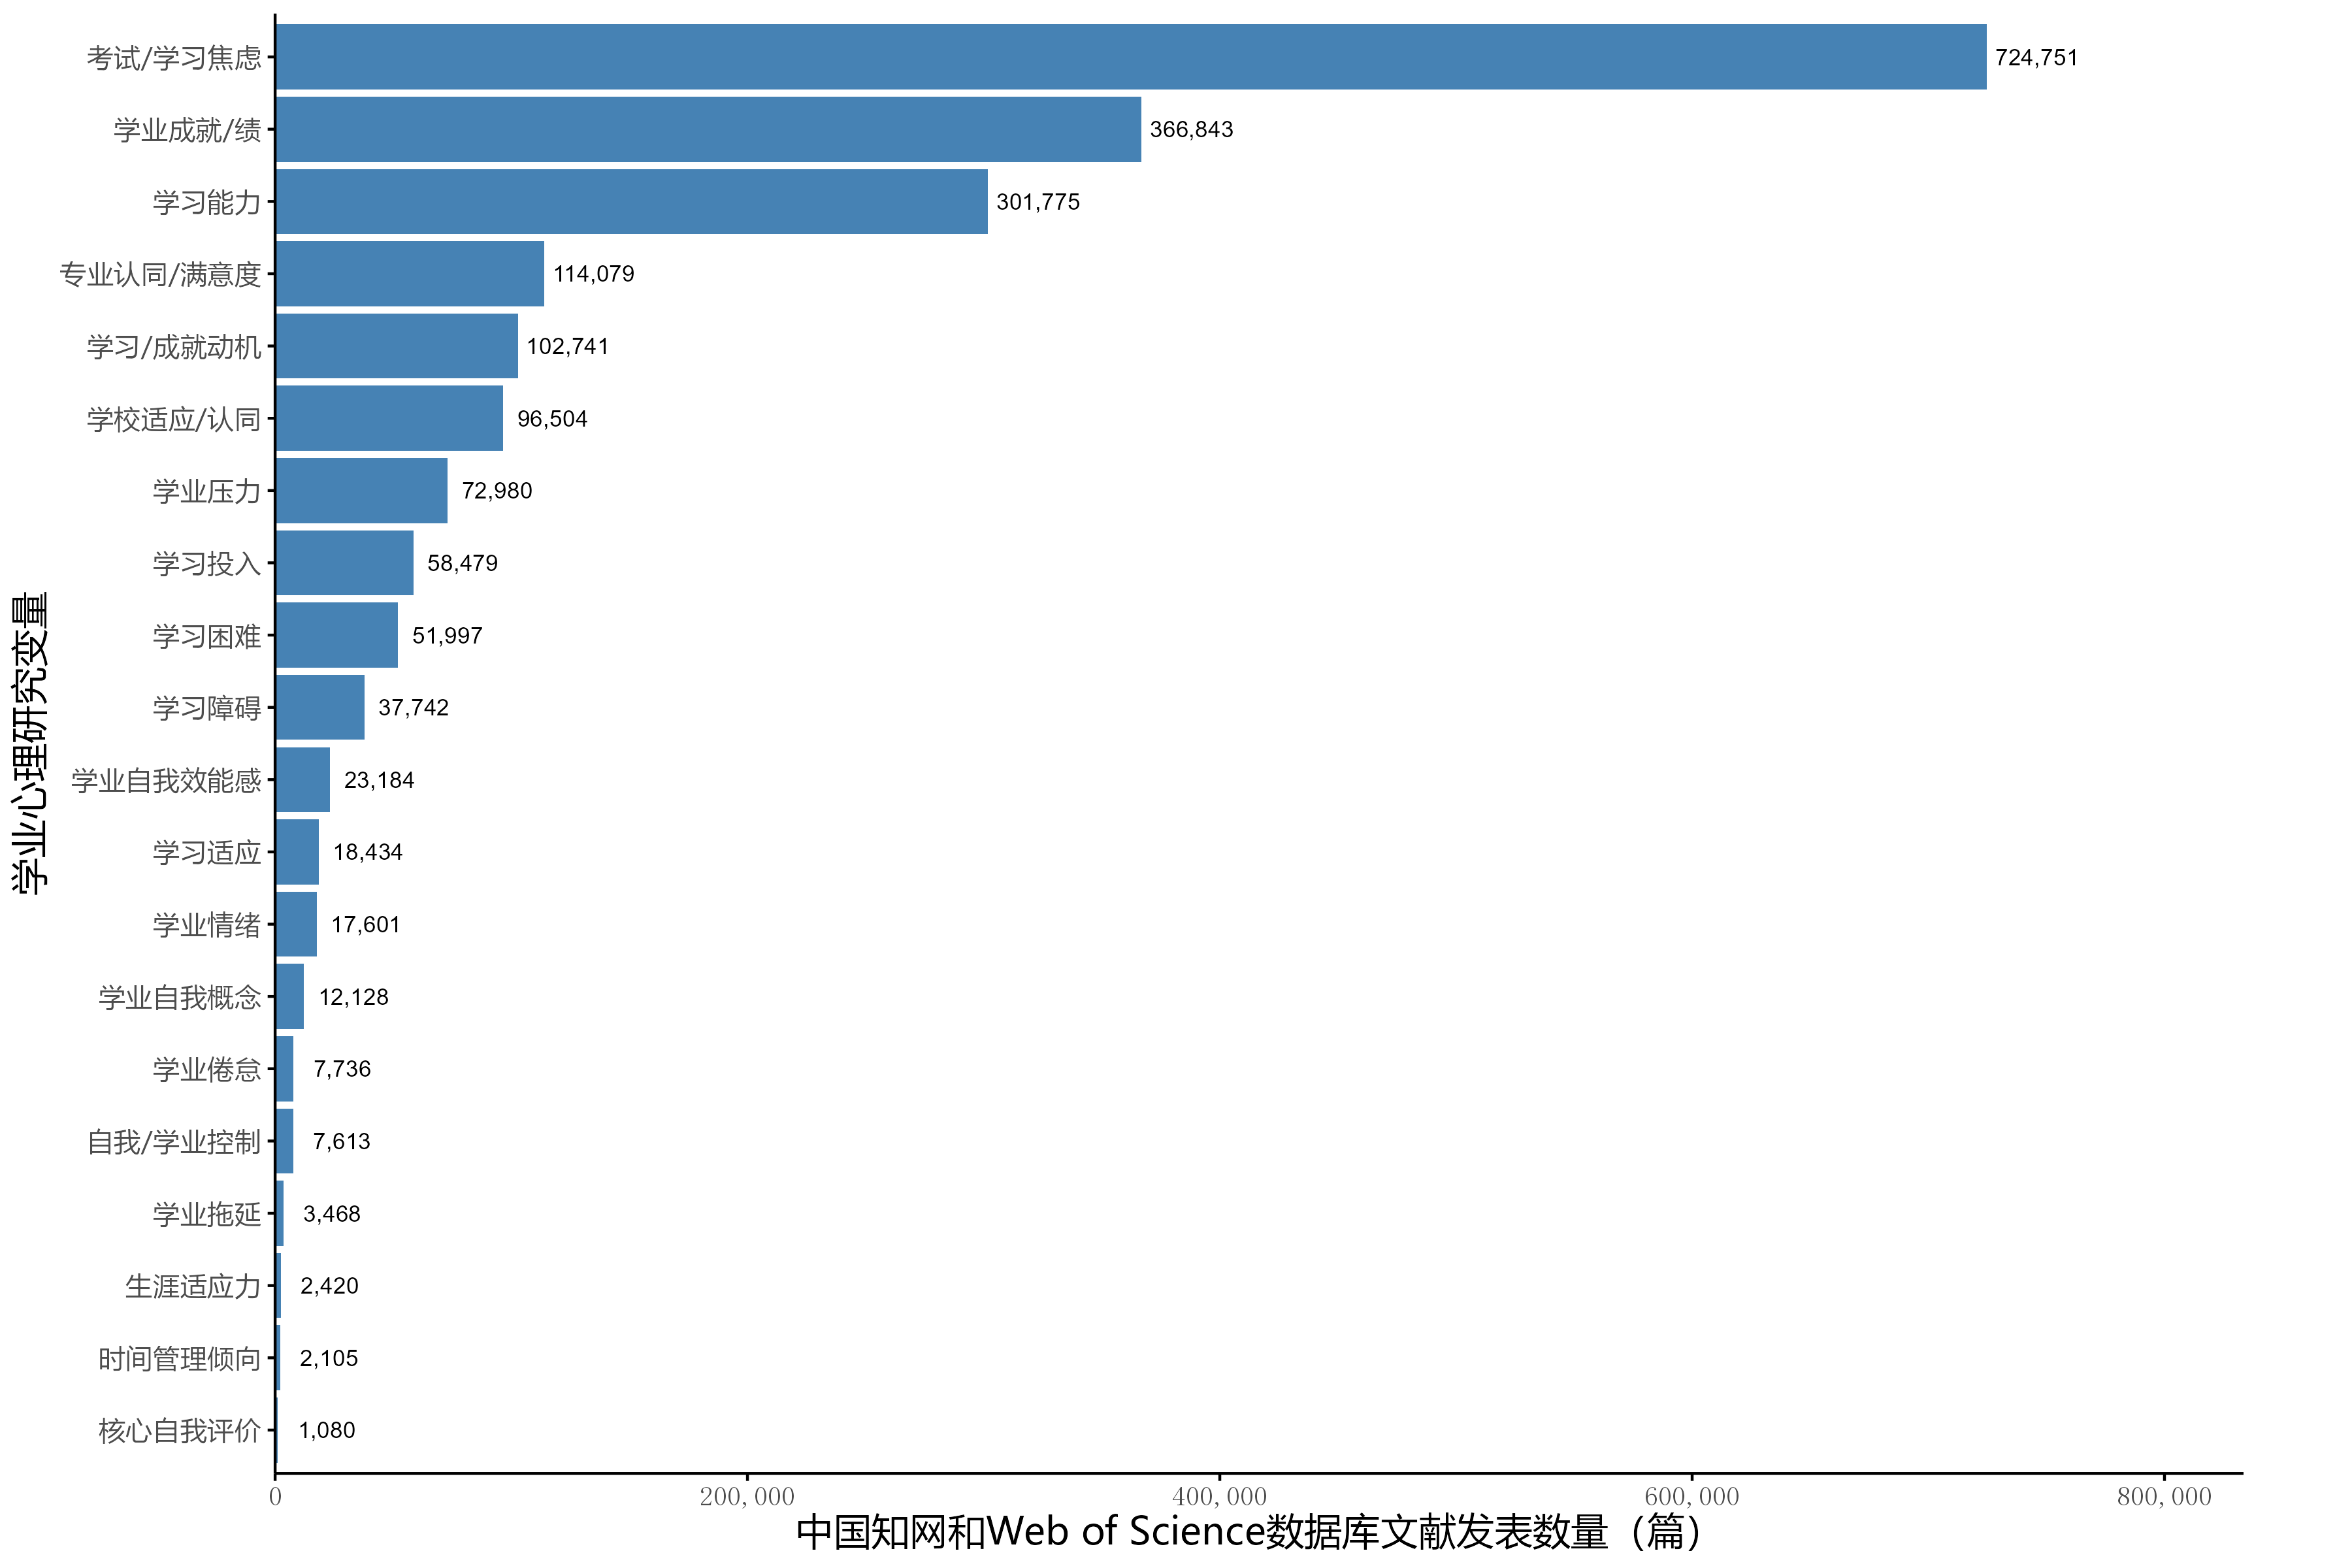 考试/学习焦虑 724,751
学业成就/绩 366,843
学习能力 301,775
专业认同/满意度 114,079
学习/成就动机 102,741
学校适应/认同 96,504
学业压力 72,980
学习投入 58,479
学习困难 51,997
学习障碍 37,742
学业自我效能感 23,184
学习适应 18,434
学业情绪 17,601
学业自我概念 12,128
学业倦怠 7,736
自我/学业控制 7,613
学业拖延 3,468
生涯适应力 2,420
时间管理倾向 2,105
核心自我评价 1,080
学业心理研究变量
0 200,000 400,000 600,000 800,000
中国知网和Web of Science数据库文献发表数量（篇）